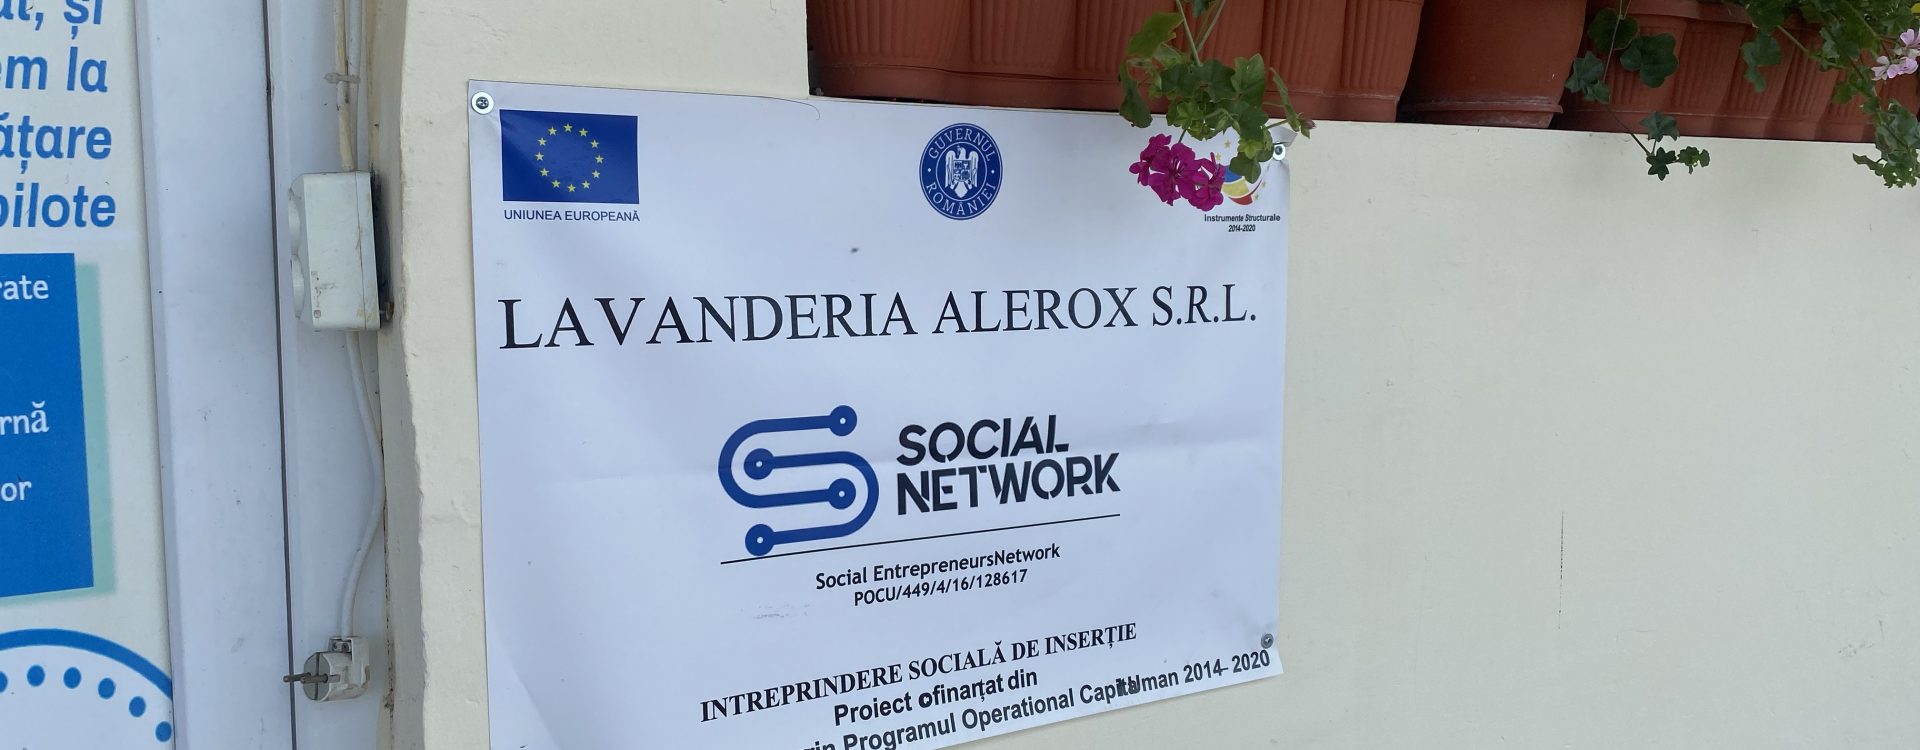 și
em la
ățare
pilote
rate
rnă
or
UNIUNEA EUROPEANĂ
GUVERNUL ROMÂNIEI
Instrumente Structurale
2014-2020
LAVANDERIA ALEROX S.R.L.
SOCIAL
NETWORK
Social EntrepreneursNetwork
POCU/449/4/16/128617
INTREPRINDERE SOCIALĂ DE INSERȚIE
Proiect cofinanțat din
Programul Operational Capital Uman 2014-2020